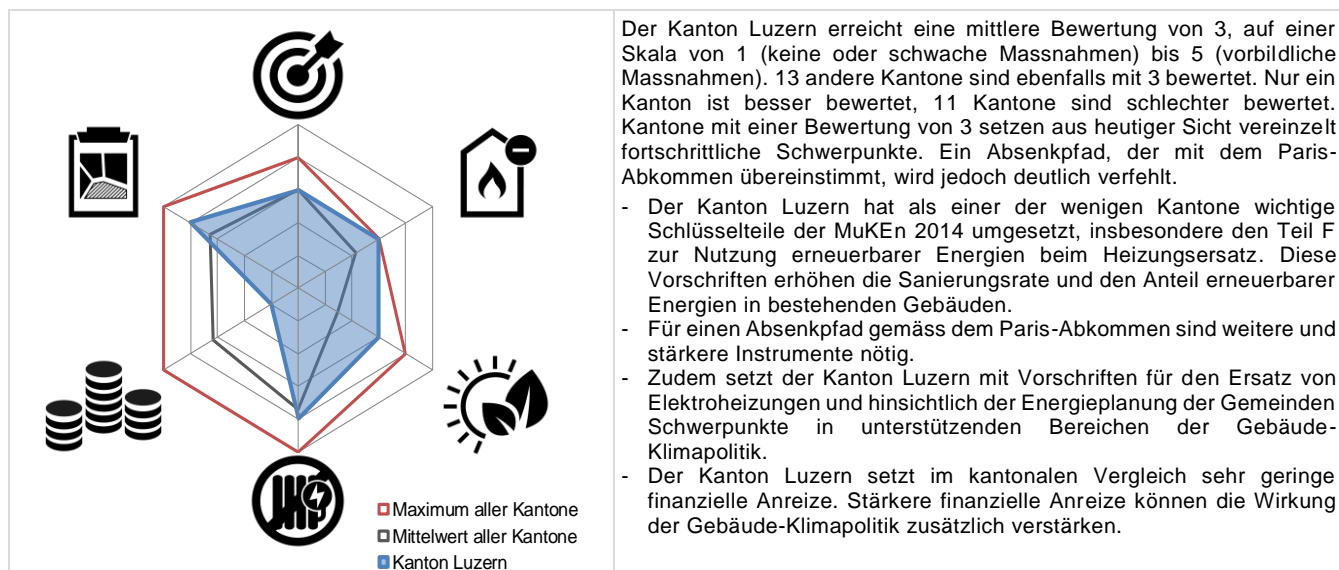 Maximum aller Kantone
Mittelwert aller Kantone
Kanton Luzern
Der Kanton Luzern erreicht eine mittlere Bewertung von 3, auf einer
Skala von 1 (keine oder schwache Massnahmen) bis 5 (vorbildliche
Massnahmen). 13 andere Kantone sind ebenfalls mit 3 bewertet. Nur ein
Kanton ist besser bewertet, 11 Kantone sind schlechter bewertet.
Kantone mit einer Bewertung von 3 setzen aus heutiger Sicht vereinzelt
fortschrittliche Schwerpunkte. Ein Absenkpfad, der mit dem Paris-
Abkommen übereinstimmt, wird jedoch deutlich verfehlt.
- Der Kanton Luzern hat als einer der wenigen Kantone wichtige
Schlüsselteile der MuKEn 2014 umgesetzt, insbesondere den Teil F
zur Nutzung erneuerbarer Energien beim Heizungsersatz. Diese
Vorschriften erhöhen die Sanierungsrate und den Anteil erneuerbarer
Energien in bestehenden Gebäuden.
- Für einen Absenkpfad gemäss dem Paris-Abkommen sind weitere und
stärkere Instrumente nötig.
- Zudem setzt der Kanton Luzern mit Vorschriften für den Ersatz von
Elektroheizungen und hinsichtlich der Energieplanung der Gemeinden
Schwerpunkte in unterstützenden Bereichen der Gebäude-
Klimapolitik.
- Der Kanton Luzern setzt im kantonalen Vergleich sehr geringe
finanzielle Anreize. Stärkere finanzielle Anreize können die Wirkung
der Gebäude-Klimapolitik zusätzlich verstärken.